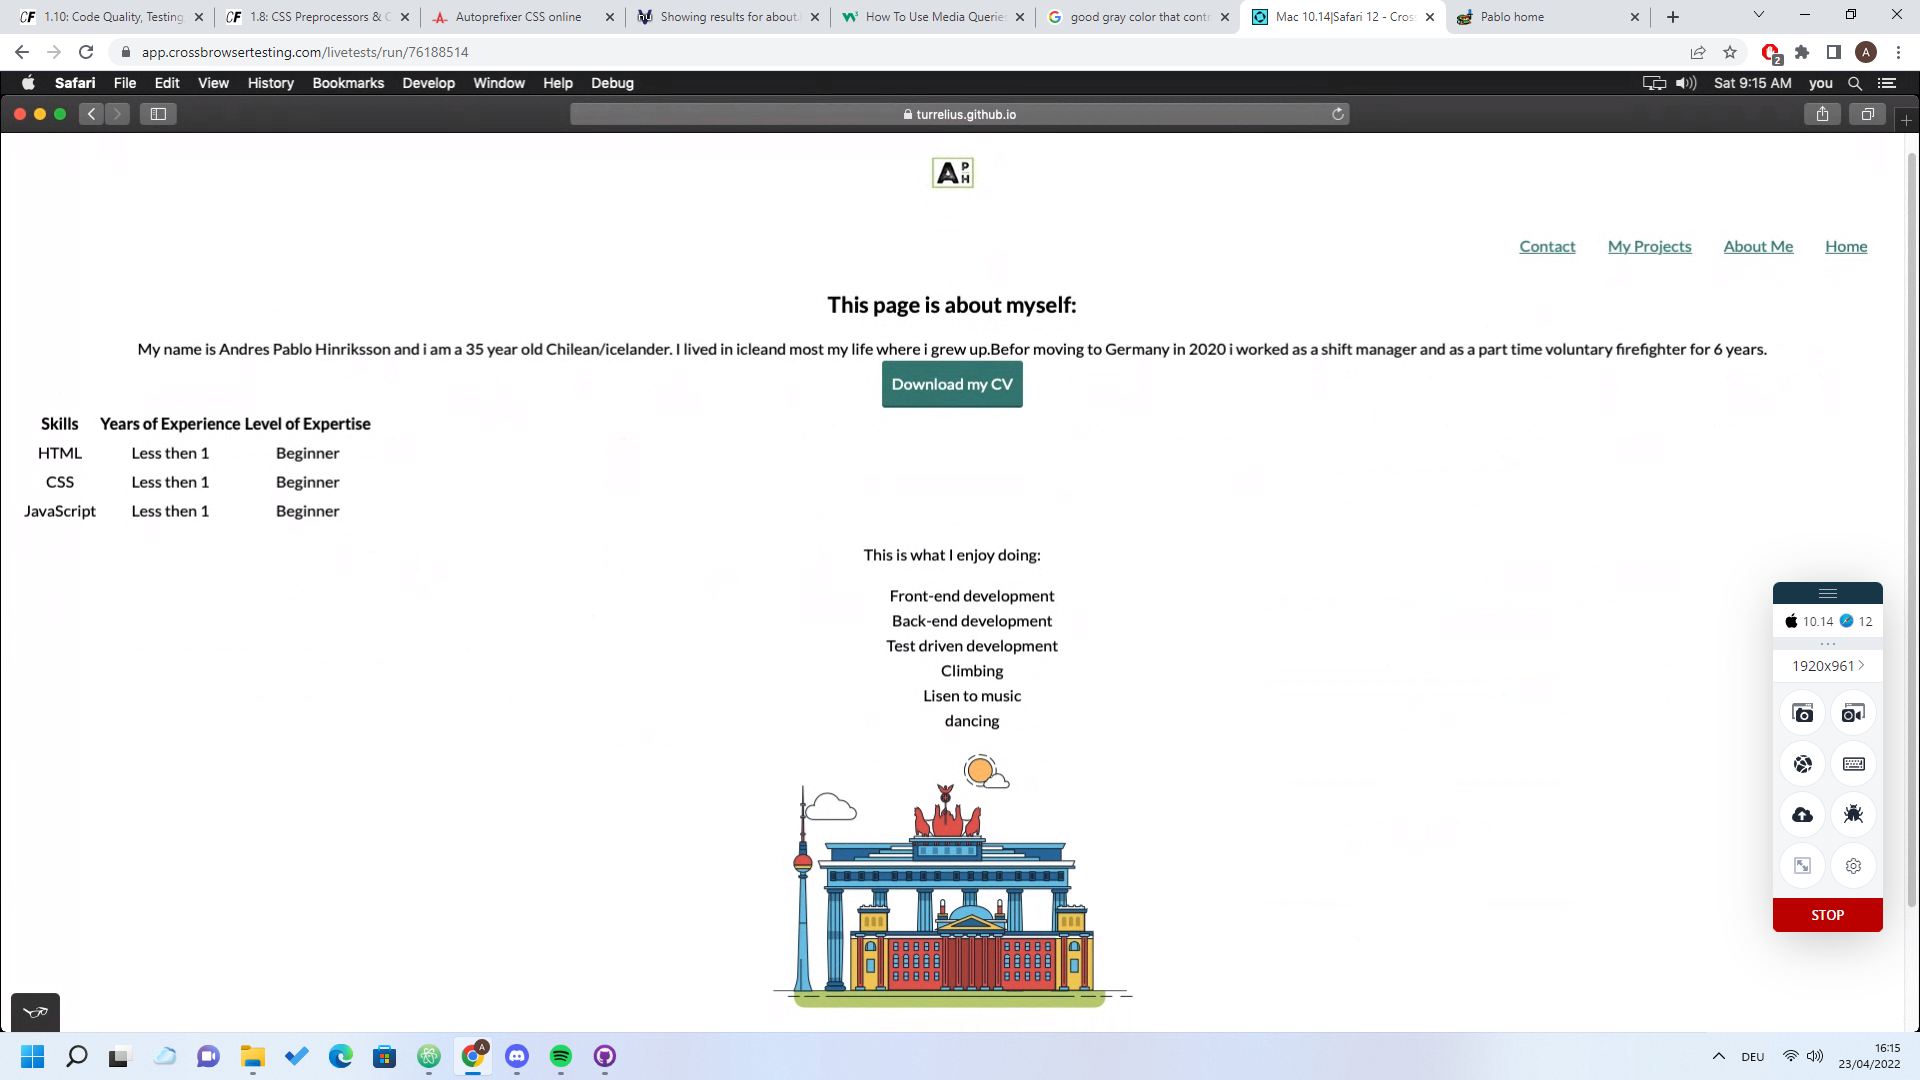 1.10: Code Quality, Testing,
1.8: CSS Preprocessors & C
Autoprefixer CSS online
Showing results for about.
How To Use Media Querie
good gray color that contr
Mac 10.14|Safari 12 - Cros
Pablo home
app.crossbrowsertesting.com/livetests/run/76188514
2
A
Safari File Edit View History Bookmarks Develop Window Help Debug
Sat 9:15 AM you
turrelius.github.io
A P H
Contact My Projects About Me Home
This page is about myself:
My name is Andres Pablo Hinriksson and i am a 35 year old Chilean/icelander. I lived in icleand most my life where i grew up.Befor moving to Germany in 2020 i worked as a shift manager and as a part time voluntary firefighter for 6 years.
Download my CV
Skills Years of Experience Level of Expertise
HTML Less then 1 Beginner
CSS Less then 1 Beginner
JavaScript Less then 1 Beginner
This is what I enjoy doing:
Front-end development
Back-end development
Test driven development
Climbing
Lisen to music
dancing
10.14 12
1920x961
STOP
DEU
16:15
23/04/2022